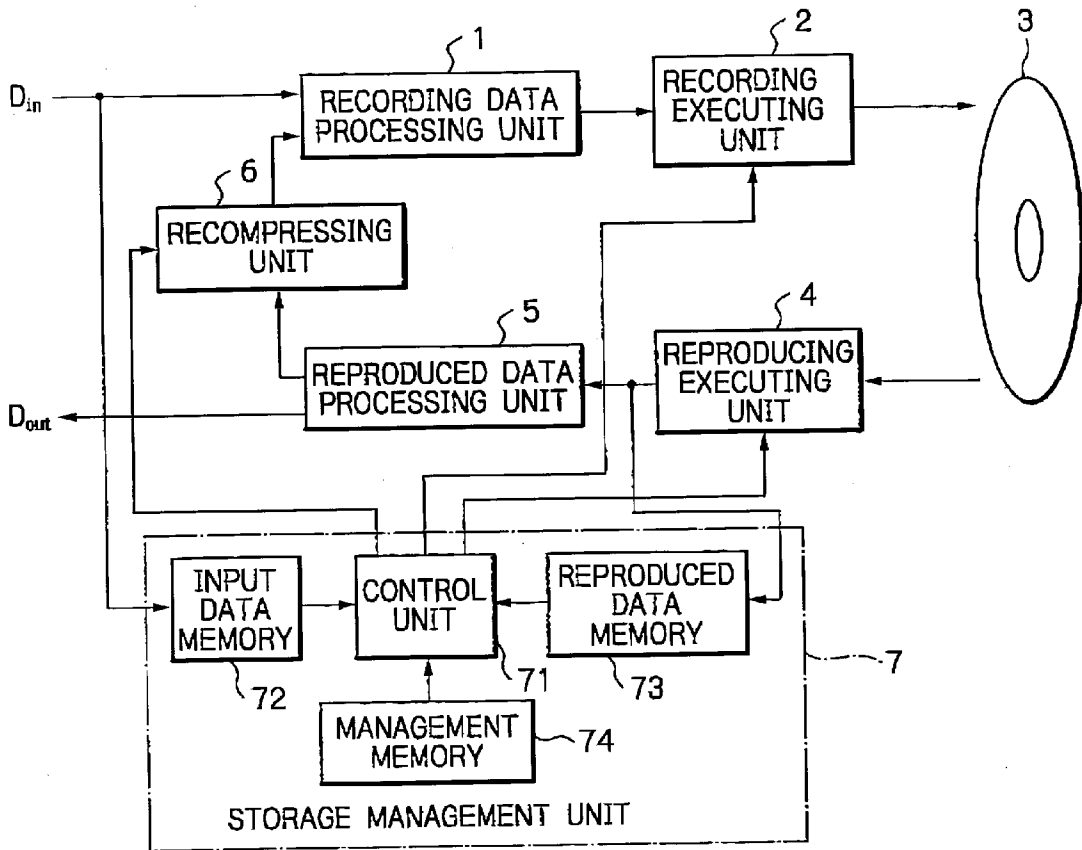 1
2
3
Din
RECORDING DATA
PROCESSING UNIT
RECORDING
EXECUTING
UNIT
6
RECOMPRESSING
UNIT
5
4
REPRODUCED DATA
PROCESSING UNIT
REPRODUCING
EXECUTING
UNIT
Dout
INPUT
DATA
MEMORY
CONTROL
UNIT
REPRODUCED
DATA
MEMORY
72
71
73
7
MANAGEMENT
MEMORY
74
STORAGE MANAGEMENT UNIT